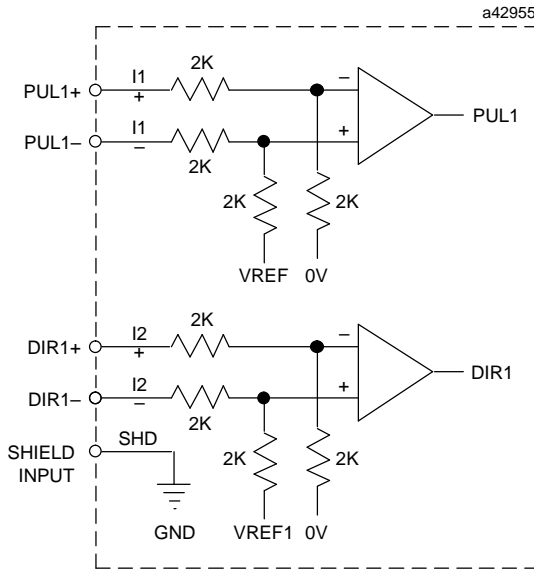 a42955
2K
PUL1+
I1
+
–
PUL1
PUL1–
I1
–
+
2K
2K
2K
VREF
0V
2K
DIR1+
I2
+
–
DIR1
DIR1–
I2
–
+
2K
SHIELD
INPUT
SHD
2K
2K
GND
VREF1
0V